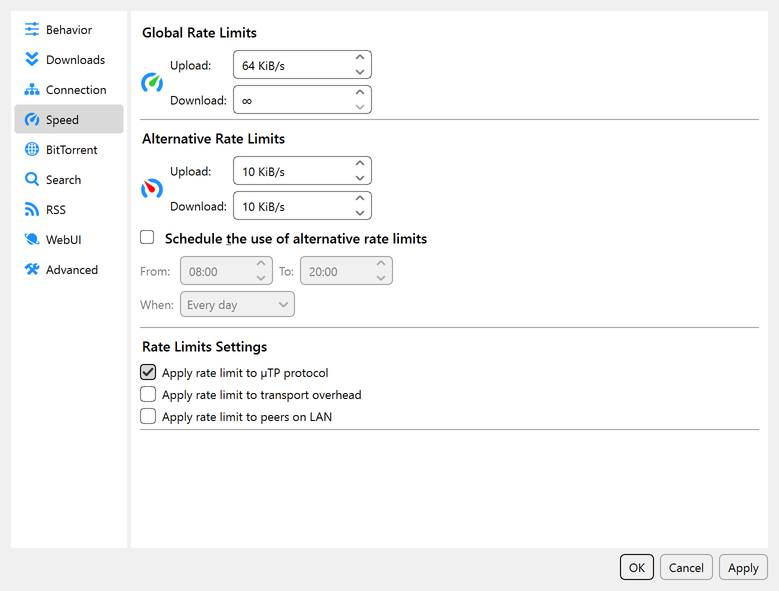 Behavior
Downloads
Connection
Speed
BitTorrent
Search
RSS
WebUI
Advanced
Global Rate Limits
Upload: 64 KiB/s
Download: ∞
Alternative Rate Limits
Upload: 10 KiB/s
Download: 10 KiB/s
Schedule the use of alternative rate limits
From: 08:00 To: 20:00
When: Every day
Rate Limits Settings
Apply rate limit to µTP protocol
Apply rate limit to transport overhead
Apply rate limit to peers on LAN
OK Cancel Apply